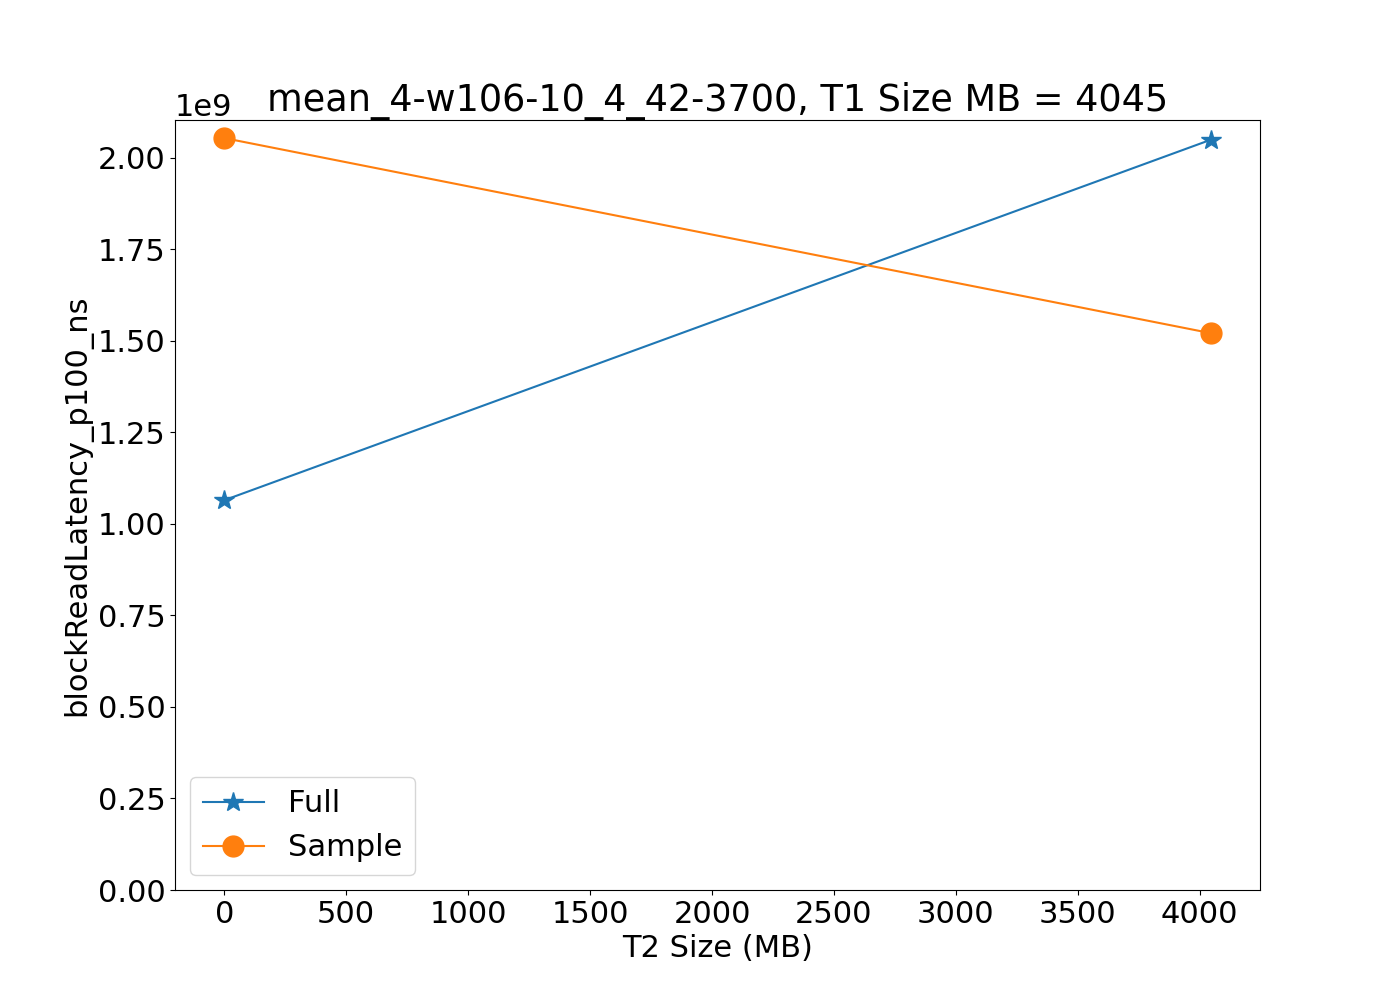 1e9
mean_4-w106-10_4_42-3700, T1 Size MB = 4045
2.00
1.75
1.50
1.25
1.00
0.75
0.50
0.25
0.00
blockReadLatency_p100_ns
Full
Sample
0 500 1000 1500 2000 2500 3000 3500 4000
T2 Size (MB)